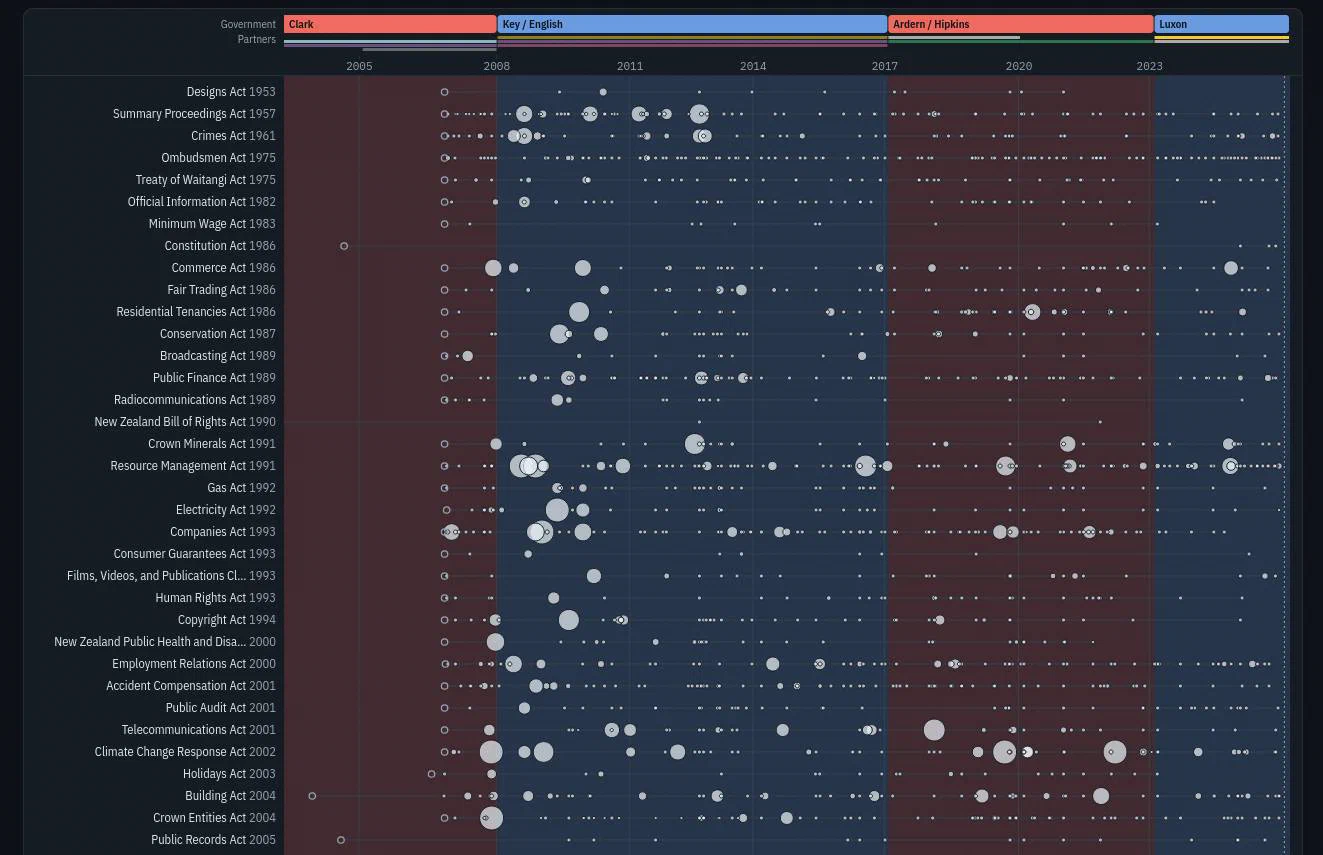 Government Clark Key / English Ardern / Hipkins Luxon
Partners
2005 2008 2011 2014 2017 2020 2023
Designs Act 1953
Summary Proceedings Act 1957
Crimes Act 1961
Ombudsmen Act 1975
Treaty of Waitangi Act 1975
Official Information Act 1982
Minimum Wage Act 1983
Constitution Act 1986
Commerce Act 1986
Fair Trading Act 1986
Residential Tenancies Act 1986
Conservation Act 1987
Broadcasting Act 1989
Public Finance Act 1989
Radiocommunications Act 1989
New Zealand Bill of Rights Act 1990
Crown Minerals Act 1991
Resource Management Act 1991
Gas Act 1992
Electricity Act 1992
Companies Act 1993
Consumer Guarantees Act 1993
Films, Videos, and Publications Cl... 1993
Human Rights Act 1993
Copyright Act 1994
New Zealand Public Health and Disa... 2000
Employment Relations Act 2000
Accident Compensation Act 2001
Public Audit Act 2001
Telecommunications Act 2001
Climate Change Response Act 2002
Holidays Act 2003
Building Act 2004
Crown Entities Act 2004
Public Records Act 2005